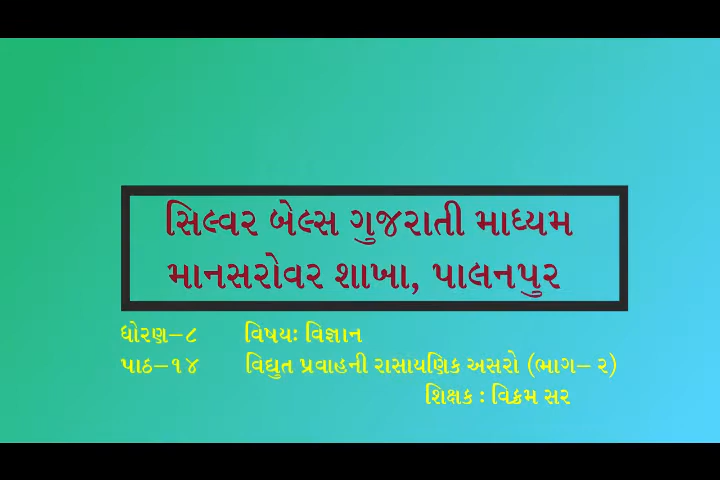 સિલ્વર બેલ્સ ગુજરાતી માધ્યમ
માનસરોવર શાખા, પાલનપુર
ધોરણ–૮ વિષયઃ વિજ્ઞાન
પાઠ–૧૪ વિદ્યુત પ્રવાહની રાસાયણિક અસરો (ભાગ– ૨)
શિક્ષક : વિક્રમ સર